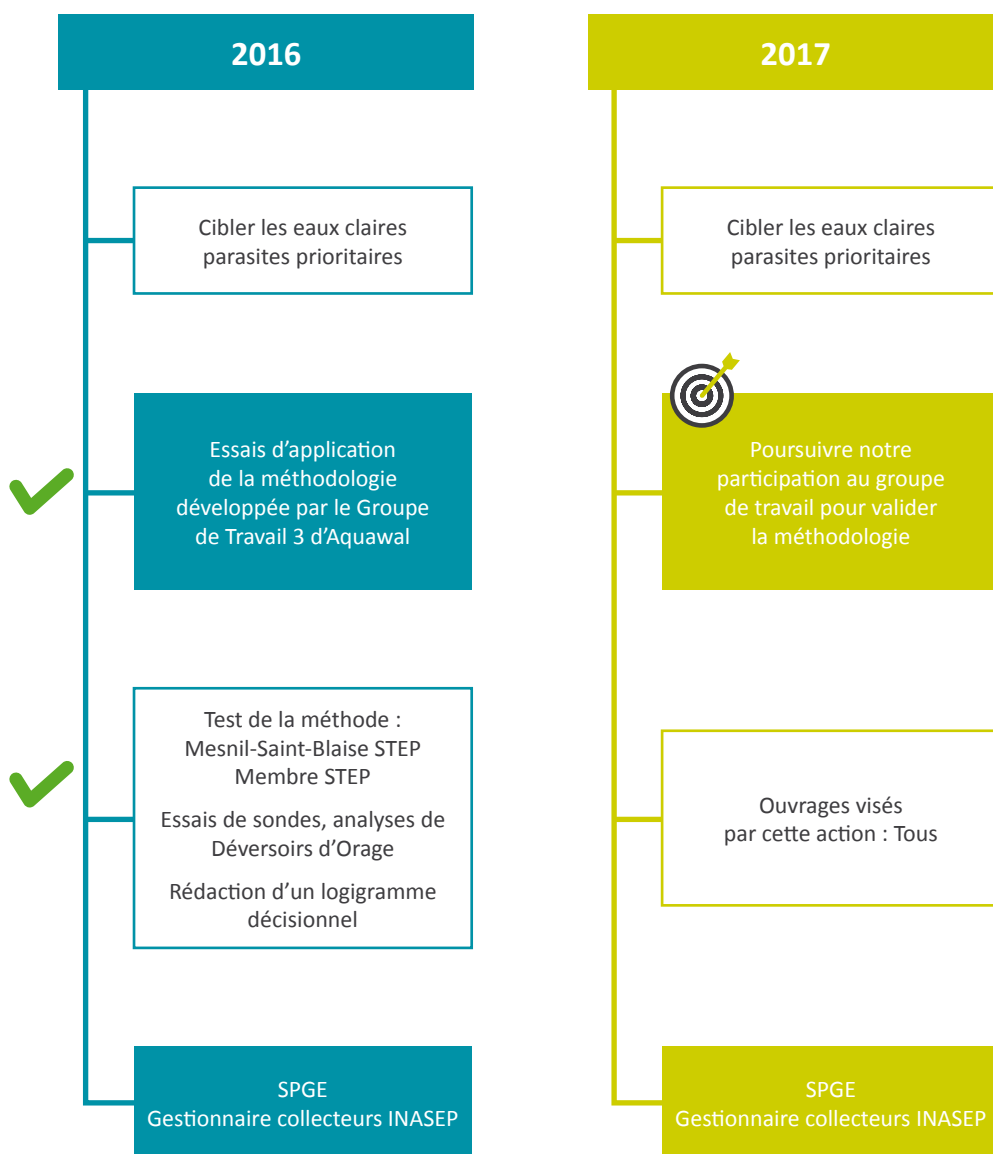 2016
Cibler les eaux claires
parasites prioritaires
Essais d’application
de la méthodologie
développée par le Groupe
de Travail 3 d’Aquawal
Test de la méthode :
Mesnil-Saint-Blaise STEP
Membre STEP
Essais de sondes, analyses de
Déversoirs d’Orage
Rédaction d’un logigramme
décisionnel
SPGE
Gestionnaire collecteurs INASEP
2017
Cibler les eaux claires
parasites prioritaires
Poursuivre notre
participation au groupe
de travail pour valider
la méthodologie
Ouvrages visés
par cette action : Tous
SPGE
Gestionnaire collecteurs INASEP